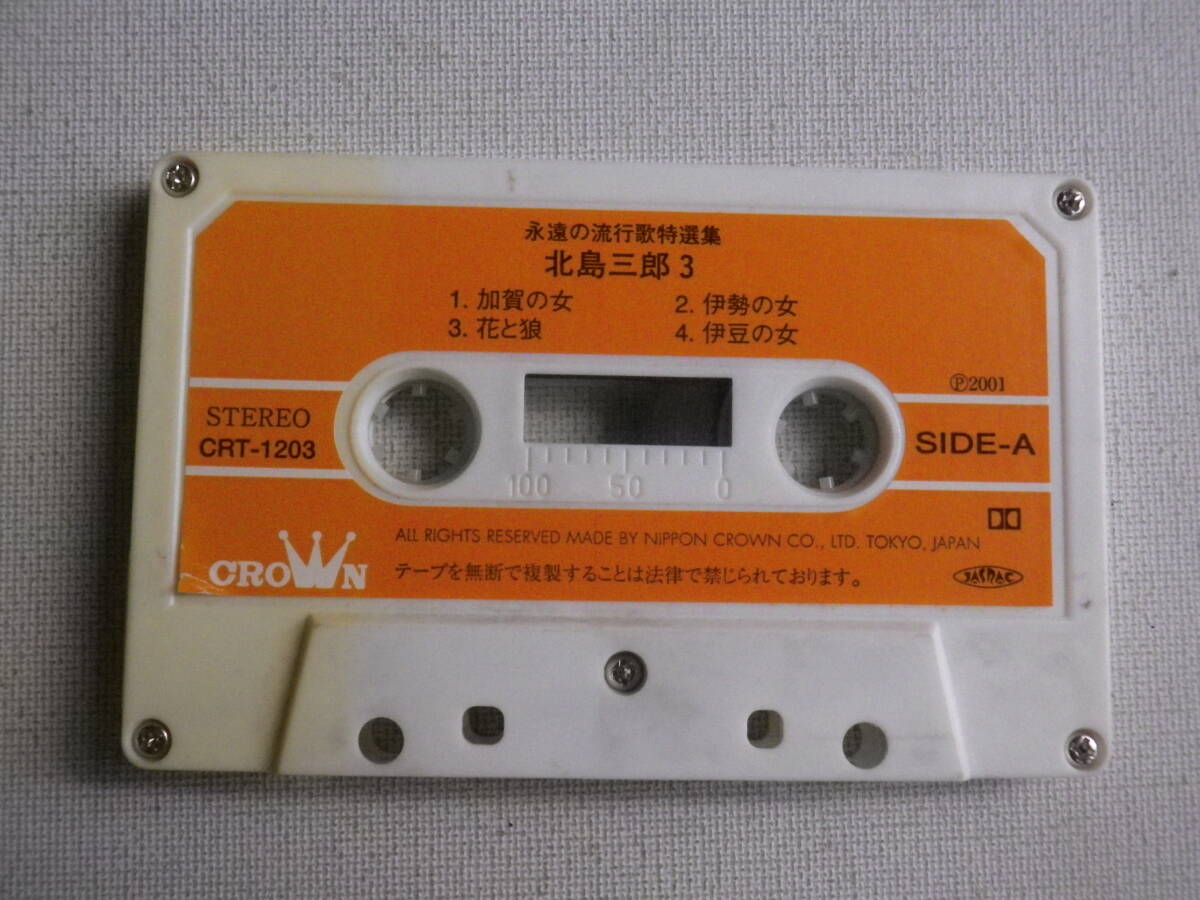 永遠の流行歌特選集
北島三郎 3
1. 加賀の女 2. 伊勢の女
3. 花と狼 4. 伊豆の女
Ⓟ2001
STEREO
CRT-1203
SIDE-A
100 50 0
ALL RIGHTS RESERVED MADE BY NIPPON CROWN CO., LTD. TOKYO, JAPAN
CROWN
テープを無断で複製することは法律で禁じられております。
JASRAC